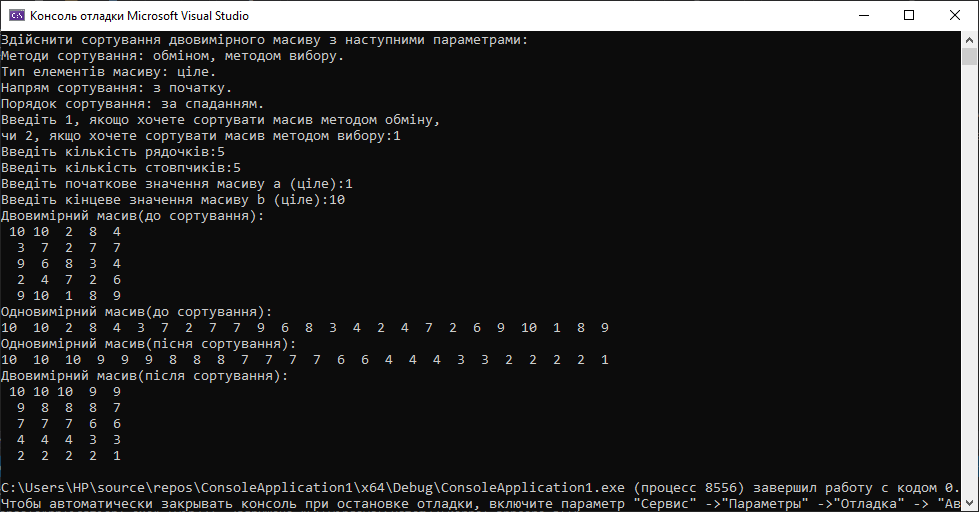 Консоль отладки Microsoft Visual Studio
Здійснити сортування двовимірного масиву з наступними параметрами:
Методи сортування: обміном, методом вибору.
Тип елементів масиву: ціле.
Напрям сортування: з початку.
Порядок сортування: за спаданням.
Введіть 1, якощо хочете сортувати масив методом обміну,
чи 2, якщо хочете сортувати масив методом вибору:1
Введіть кількість рядочків:5
Введіть кількість стовпчиків:5
Введіть початкове значення масиву a (ціле):1
Введіть кінцеве значення масиву b (ціле):10
Двовимірний масив(до сортування):
10 10 2 8 4
3 7 2 7 7
9 6 8 3 4
2 4 7 2 6
9 10 1 8 9
Одновимірний масив(до сортування):
10 10 2 8 4 3 7 2 7 7 9 6 8 3 4 2 4 7 2 6 9 10 1 8 9
Одновимірний масив(після сортування):
10 10 10 9 9 9 8 8 8 7 7 7 7 6 6 4 4 4 3 3 2 2 2 2 1
Двовимірний масив(після сортування):
10 10 10 9 9
9 8 8 8 7
7 7 7 6 6
4 4 4 3 3
2 2 2 2 1
C:\Users\HP\source\repos\ConsoleApplication1\x64\Debug\ConsoleApplication1.exe (процесс 8556) завершил работу с кодом 0.
Чтобы автоматически закрывать консоль при остановке отладки, включите параметр "Сервис" ->"Параметры" ->"Отладка" -> "Ав